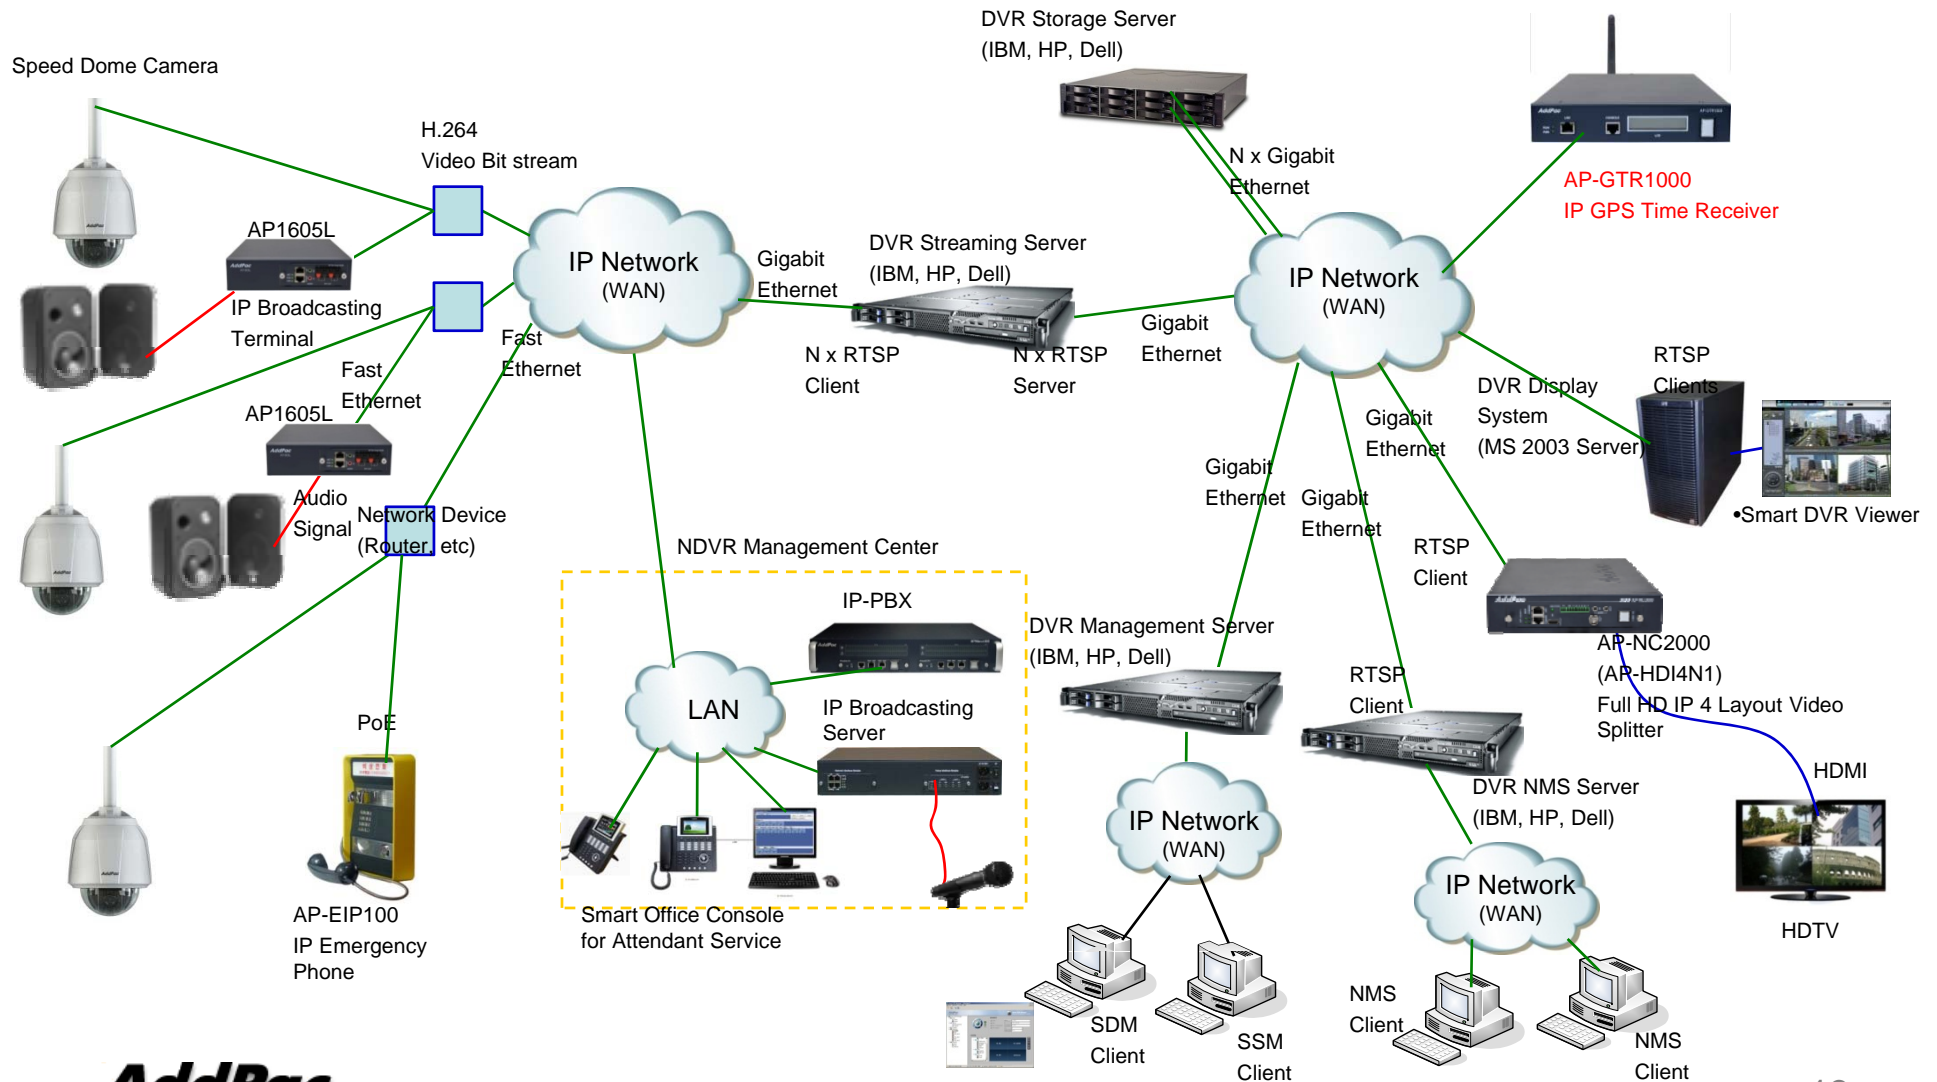 DVR Storage Server
(IBM, HP, Dell)
Speed Dome Camera
H.264
Video Bit stream
N x Gigabit
Ethernet
AP-GTR1000
IP GPS Time Receiver
AP1605L
IP Broadcasting
Terminal
IP Network
(WAN)
Gigabit
Ethernet
DVR Streaming Server
(IBM, HP, Dell)
IP Network
(WAN)
Fast
Ethernet
N x RTSP
Client
N x RTSP
Server
Gigabit
Ethernet
RTSP
Clients
Fast
Ethernet
AP1605L
DVR Display
System
(MS 2003 Server)
Gigabit
Ethernet
Gigabit
Ethernet
Gigabit
Ethernet
•Smart DVR Viewer
Audio
Signal
Network Device
(Router, etc)
NDVR Management Center
RTSP
Client
IP-PBX
DVR Management Server
(IBM, HP, Dell)
AP-NC2000
(AP-HDI4N1)
Full HD IP 4 Layout Video
Splitter
RTSP
Client
LAN
IP Broadcasting
Server
PoE
HDMI
DVR NMS Server
(IBM, HP, Dell)
IP Network
(WAN)
IP Network
(WAN)
AP-EIP100
IP Emergency
Phone
Smart Office Console
for Attendant Service
HDTV
SDM
Client
SSM
Client
NMS
Client
NMS
Client
AddPac